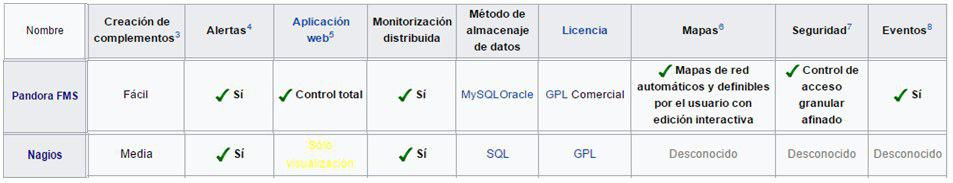 Nombre
Creación de complementos3
Alertas4
Aplicación web5
Monitorización distribuida
Método de almacenaje de datos
Licencia
Mapas6
Seguridad7
Eventos8
Pandora FMS
Fácil
✓ Sí
✓ Control total
✓ Sí
MySQLOracle
GPL Comercial
✓ Mapas de red automáticos y definibles por el usuario con edición interactiva
✓ Control de acceso granular afinado
✓ Sí
Nagios
Media
✓ Sí
Sólo visualización
✓ Sí
SQL
GPL
Desconocido
Desconocido
Desconocido